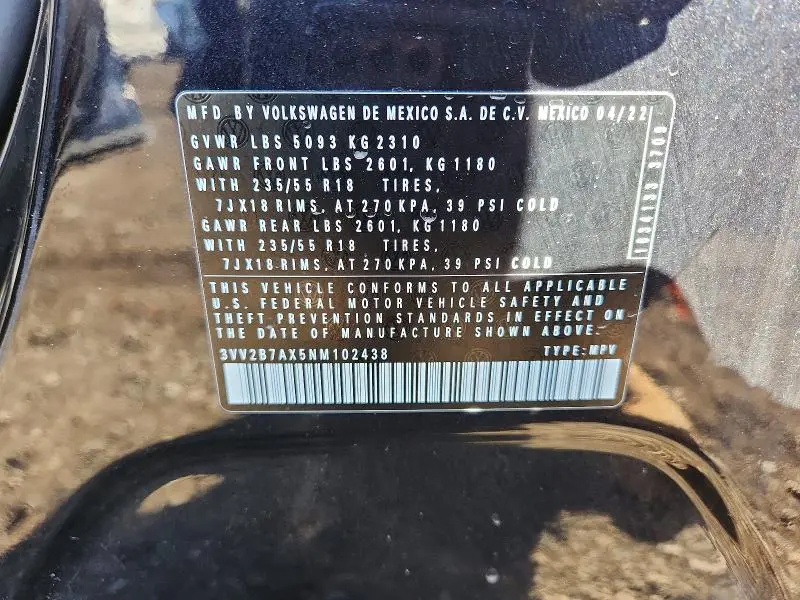 MFD BY VOLKSWAGEN DE MEXICO S.A. DE C.V. MEXICO 04/22
GVWR LBS 5093 KG 2310
GAWR FRONT LBS 2601, KG 1180
WITH 235/55 R18 TIRES,
7JX18 RIMS, AT 270 KPA, 39 PSI COLD
GAWR REAR LBS 2601, KG 1180
WITH 235/55 R18 TIRES,
7JX18 RIMS, AT 270 KPA, 39 PSI COLD
THIS VEHICLE CONFORMS TO ALL APPLICABLE
U.S. FEDERAL MOTOR VEHICLE SAFETY AND
THEFT PREVENTION STANDARDS IN EFFECT ON
THE DATE OF MANUFACTURE SHOWN ABOVE.
3VV2B7AX5NM102438 TYPE:MPV